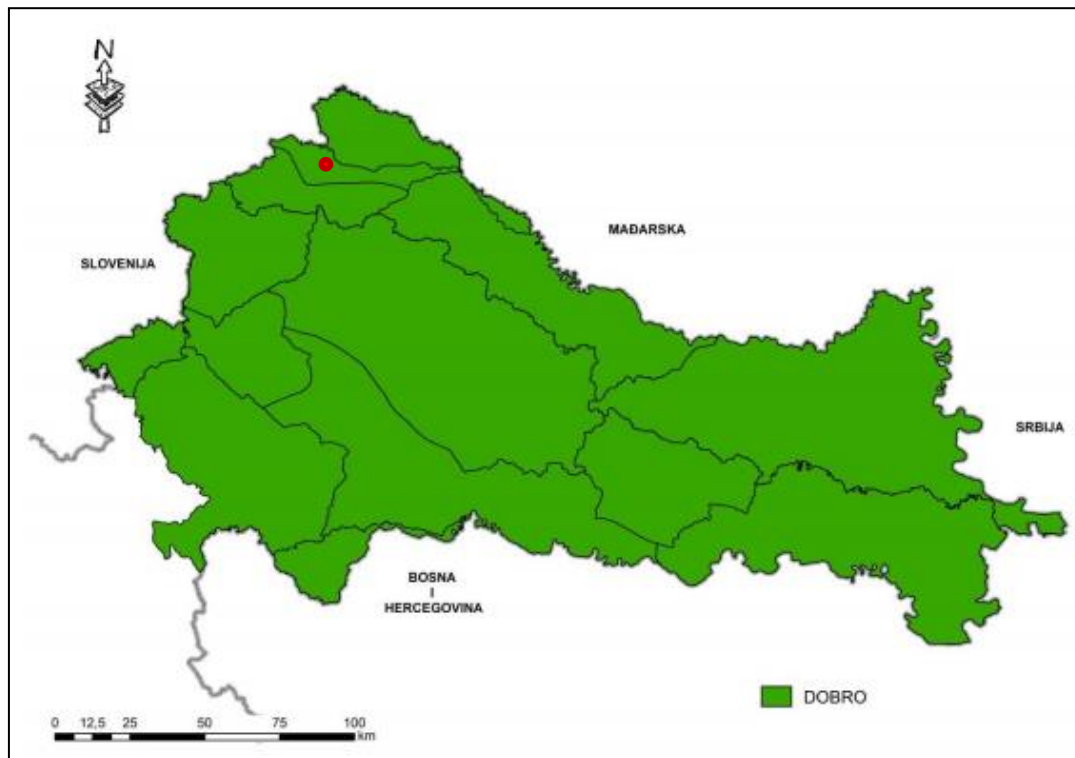 N
MAĐARSKA
SLOVENIJA
SRBIJA
BOSNA
I
HERCEGOVINA
DOBRO
0 12,5 25 50 75 100
km